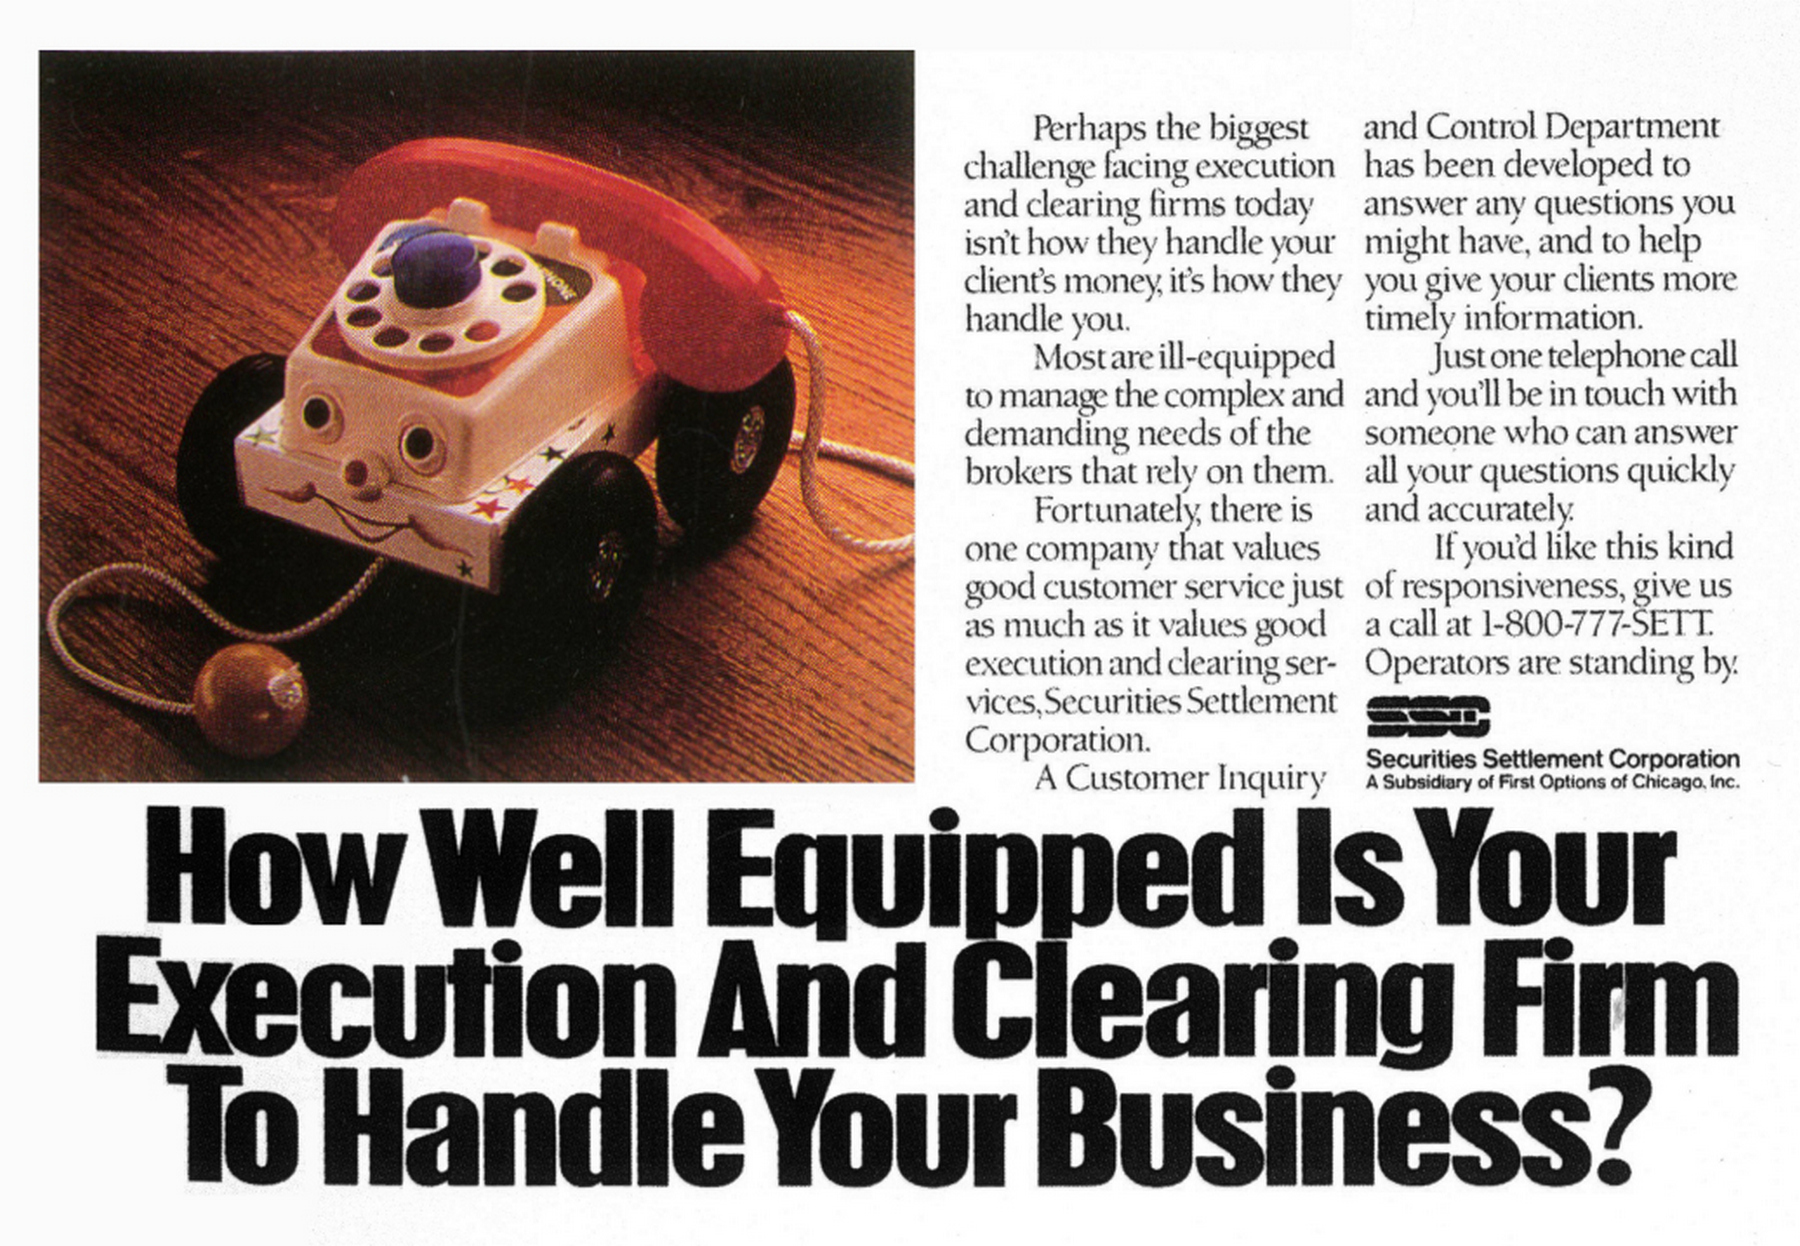 Perhaps the biggest
challenge facing execution
and clearing firms today
isn't how they handle your
client's money, it's how they
handle you.
Most are ill-equipped
to manage the complex and
demanding needs of the
brokers that rely on them.
Fortunately, there is
one company that values
good customer service just
as much as it values good
execution and clearing ser-
vices, Securities Settlement
Corporation.
A Customer Inquiry
and Control Department
has been developed to
answer any questions you
might have, and to help
you give your clients more
timely information.
Just one telephone call
and you'll be in touch with
someone who can answer
all your questions quickly
and accurately.
If you'd like this kind
of responsiveness, give us
a call at 1-800-777-SETT.
Operators are standing by.
SSC
Securities Settlement Corporation
A Subsidiary of First Options of Chicago, Inc.
How Well Equipped Is Your
Execution And Clearing Firm
To Handle Your Business?